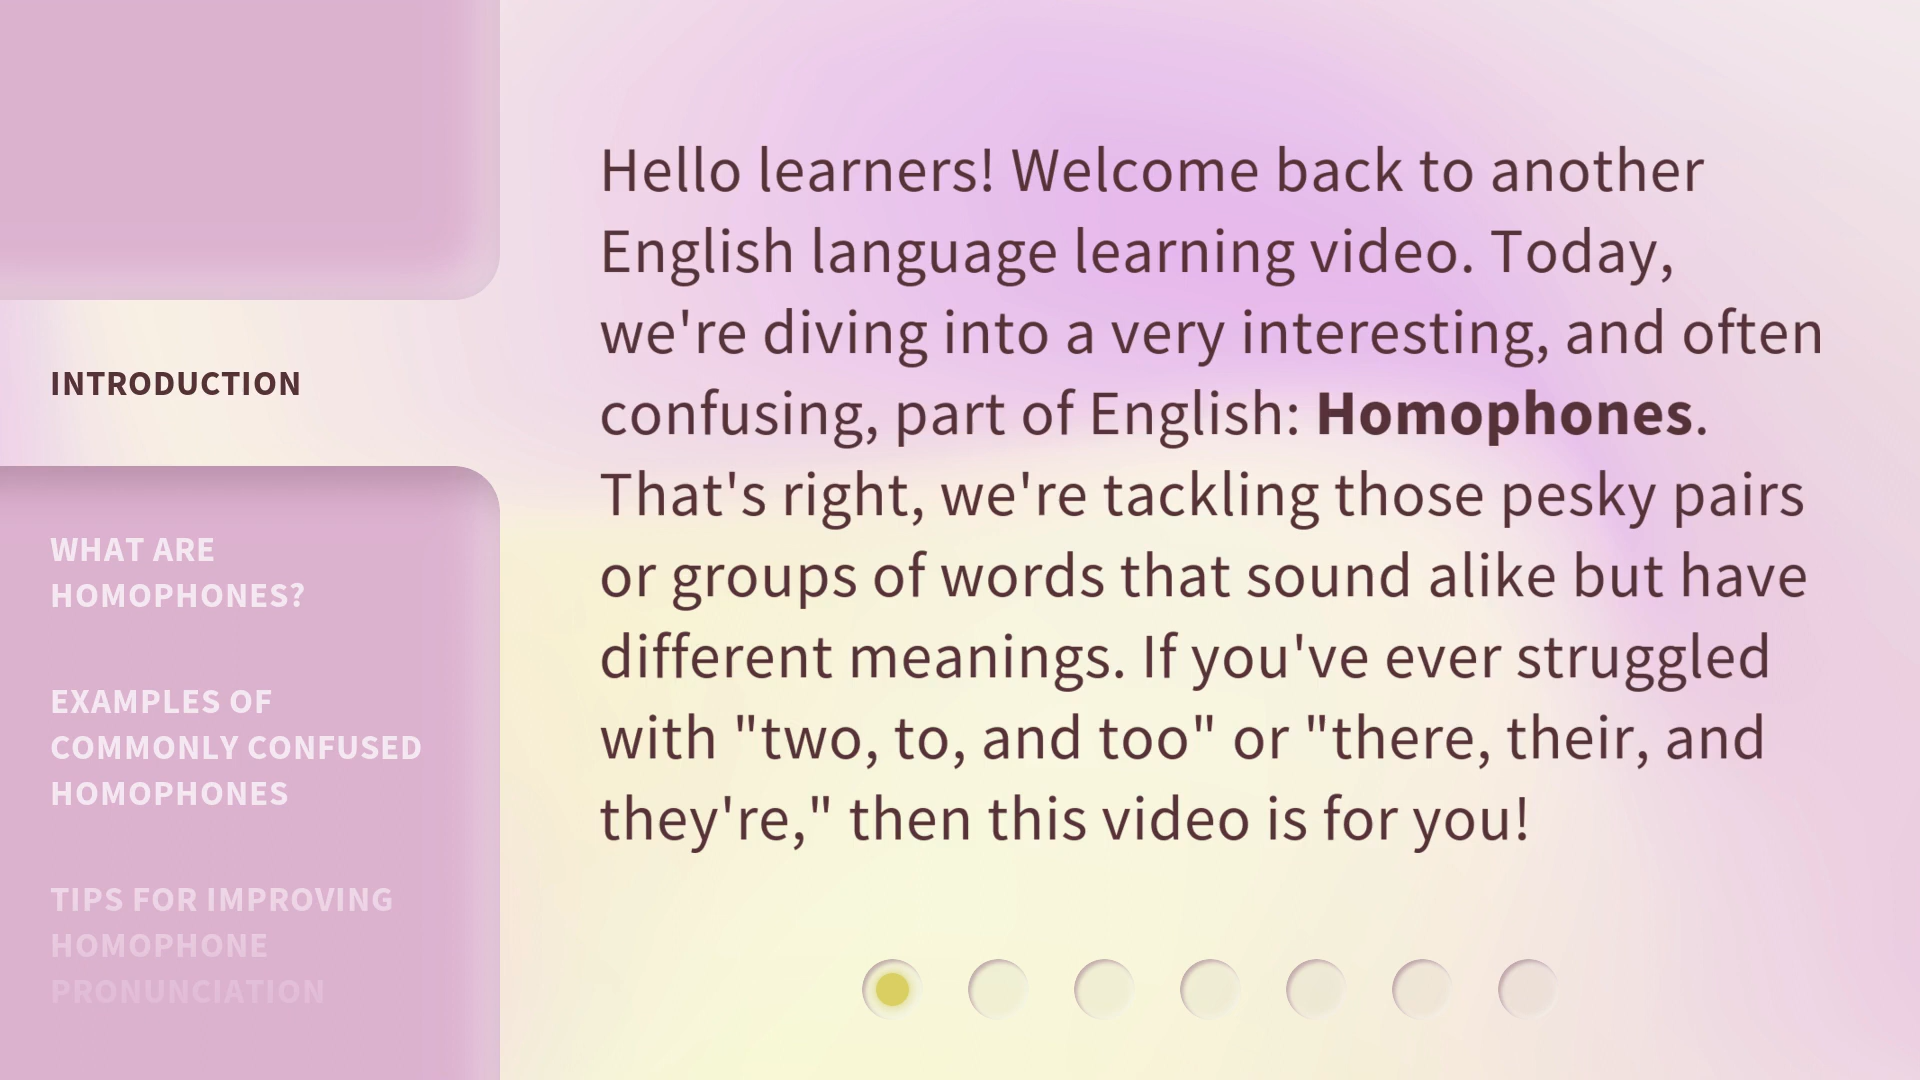 INTRODUCTION
WHAT ARE
HOMOPHONES?
EXAMPLES OF
COMMONLY CONFUSED
HOMOPHONES
TIPS FOR IMPROVING
HOMOPHONE
PRONUNCIATION
Hello learners! Welcome back to another
English language learning video. Today,
we're diving into a very interesting, and often
confusing, part of English: Homophones.
That's right, we're tackling those pesky pairs
or groups of words that sound alike but have
different meanings. If you've ever struggled
with "two, to, and too" or "there, their, and
they're," then this video is for you!